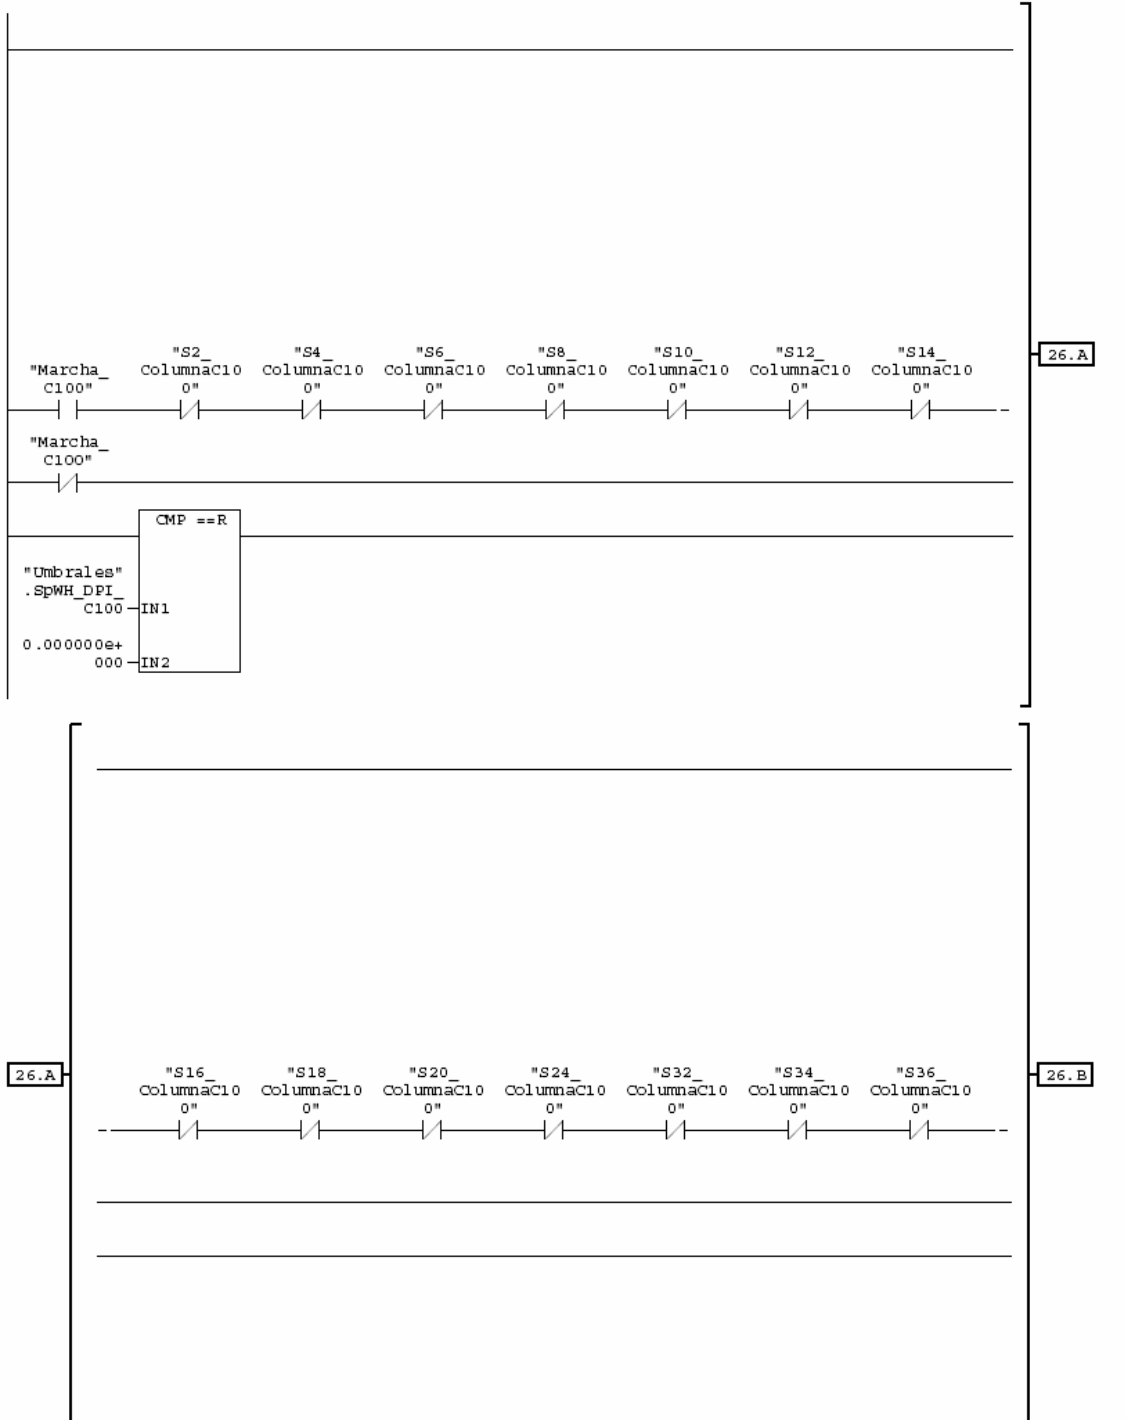 "S2_ "S4_ "S6_ "S8_ "S10_ "S12_ "S14_
26.A
"Marcha_ ColumnaC10 ColumnaC10 ColumnaC10 ColumnaC10 ColumnaC10 ColumnaC10 ColumnaC10
C100" 0" 0" 0" 0" 0" 0" 0"
"Marcha_
C100"
CMP ==R
"Umbrales"
.SpWH_DPI_
C100 IN1
0.000000e+
000 IN2
"S16_ "S18_ "S20_ "S24_ "S32_ "S34_ "S36_
26.A 26.B
ColumnaC10 ColumnaC10 ColumnaC10 ColumnaC10 ColumnaC10 ColumnaC10 ColumnaC10
0" 0" 0" 0" 0" 0" 0"